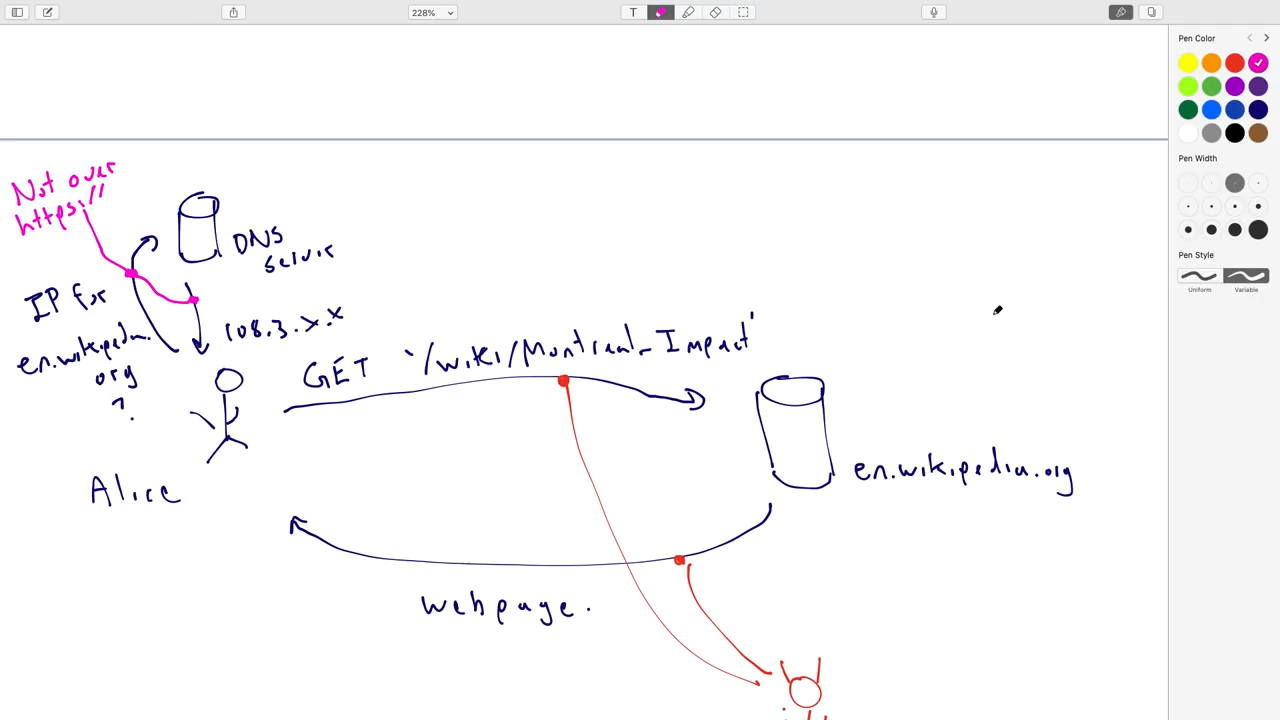 228%
T
Pen Color
Pen Width
Pen Style
Uniform
Variable
Not over
https://
DNS
server
IP for
en.wikipedia.
org
?
108.3.x.x
GET '/wiki/Montreal_Impact'
Alice
en.wikipedia.org
webpage.